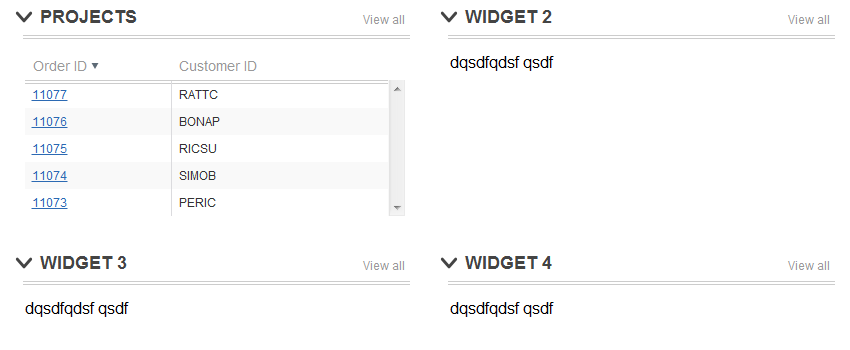 PROJECTS View all
Order ID Customer ID
11077 RATTC
11076 BONAP
11075 RICSU
11074 SIMOB
11073 PERIC
WIDGET 2 View all
dqsdfqdsf qsdf
WIDGET 3 View all
dqsdfqdsf qsdf
WIDGET 4 View all
dqsdfqdsf qsdf